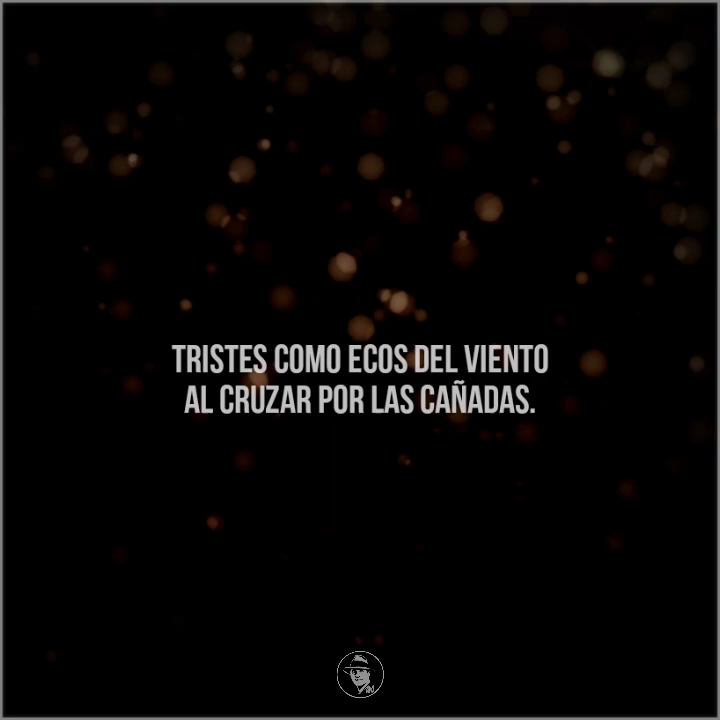 TRISTES COMO ECOS DEL VIENTO
AL CRUZAR POR LAS CAÑADAS.